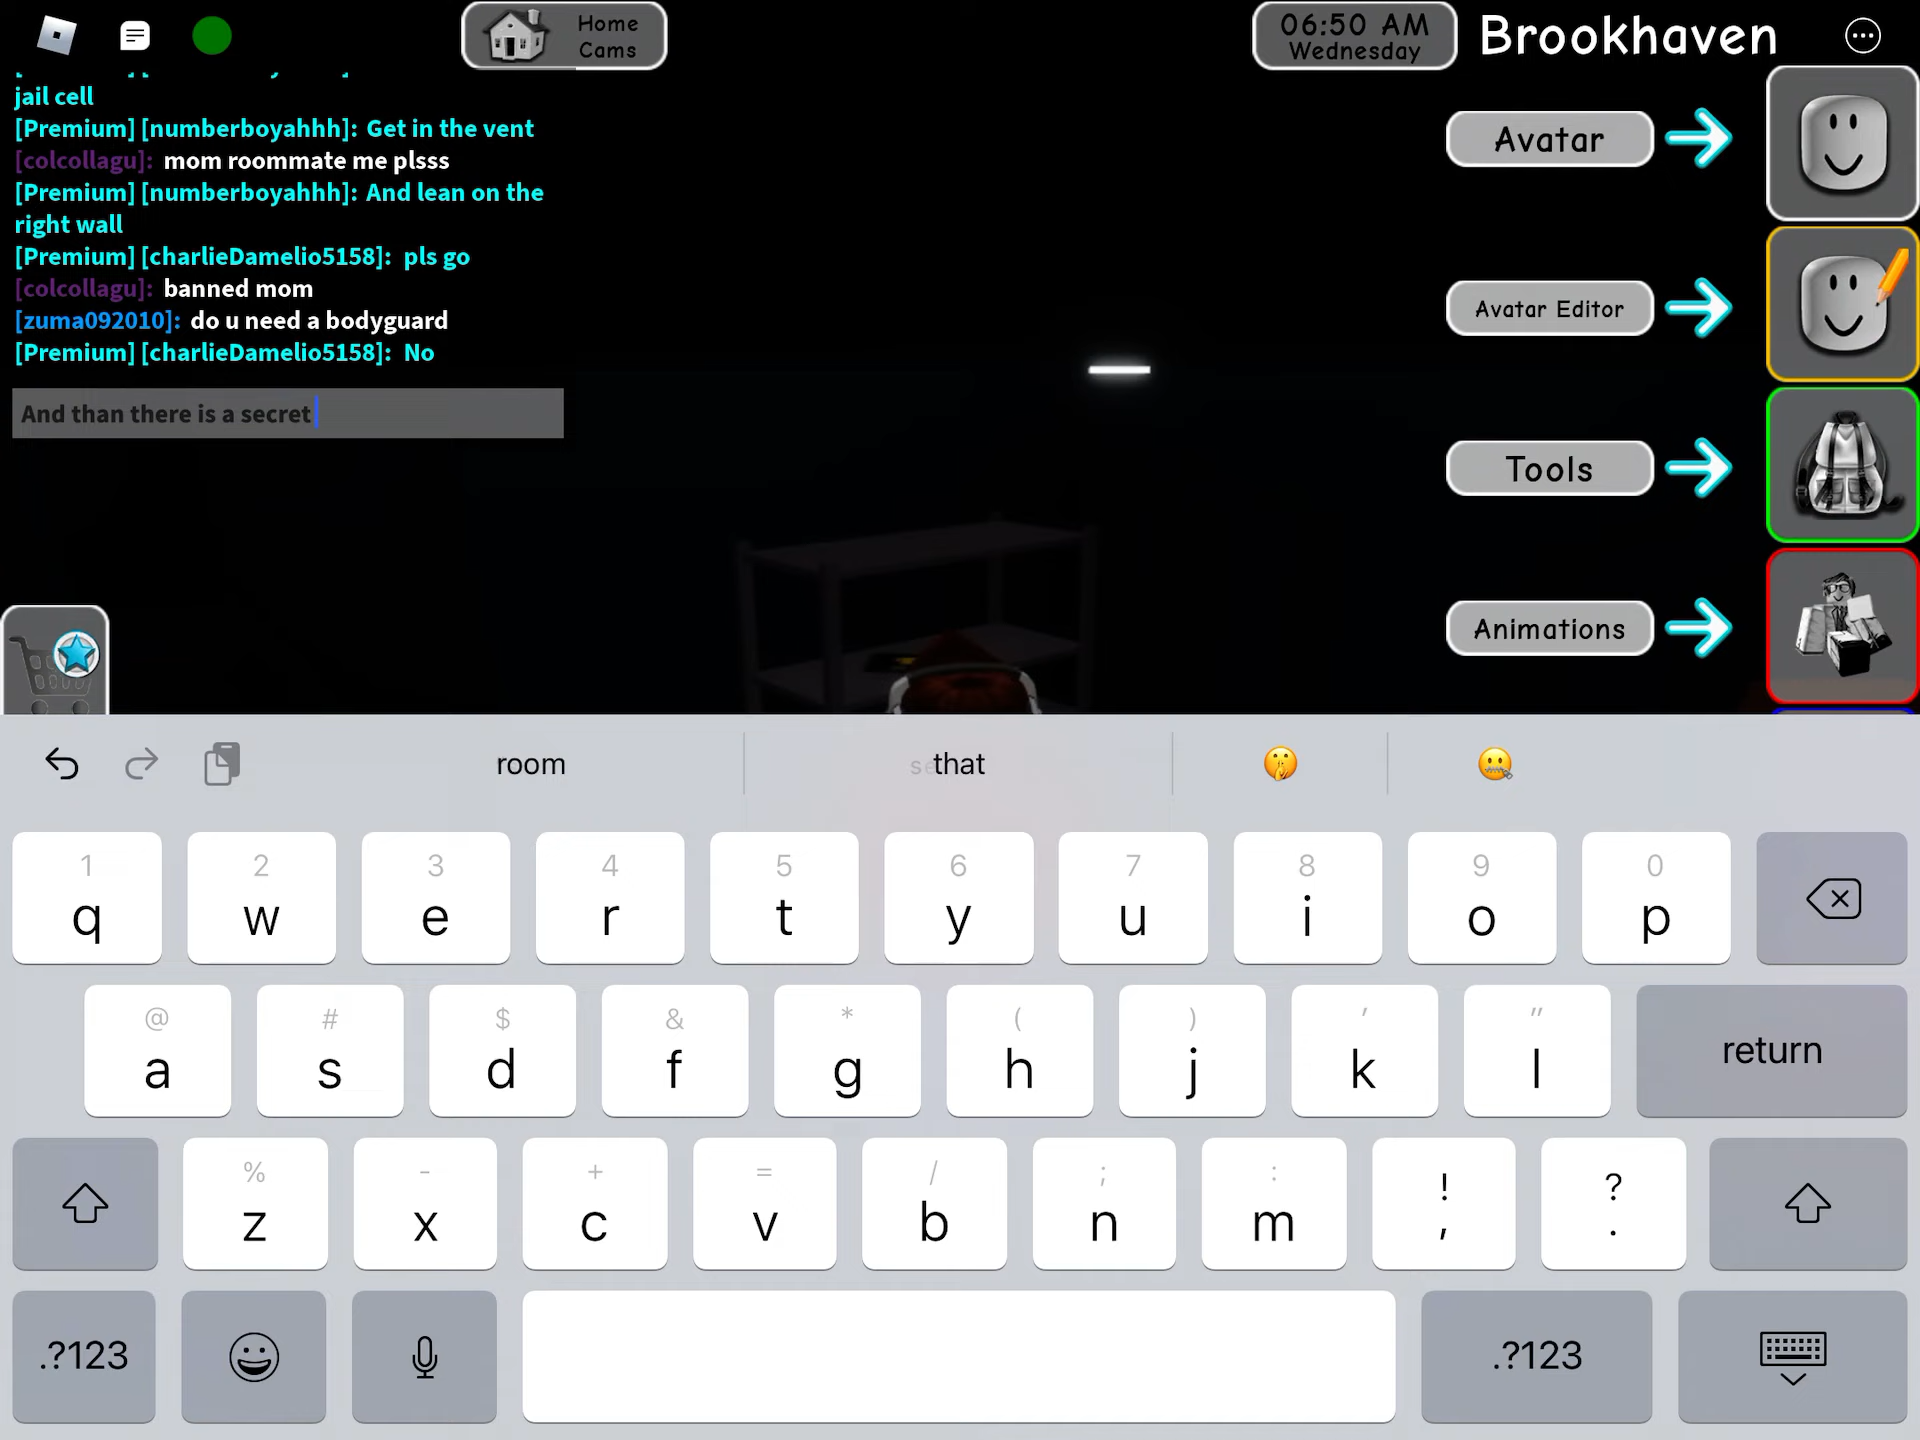 Home
Cams
06:50 AM
Wednesday
Brookhaven
jail cell
[Premium] [numberboyahhh]: Get in the vent
[colcollagu]: mom roommate me plsss
[Premium] [numberboyahhh]: And lean on the
right wall
[Premium] [charlieDamelio5158]: pls go
[colcollagu]: banned mom
[zuma092010]: do u need a bodyguard
[Premium] [charlieDamelio5158]: No
And than there is a secret
Avatar
Avatar Editor
Tools
Animations
room
that
1 2 3 4 5 6 7 8 9 0
q w e r t y u i o p
@ # $ & * ( ) ' "
a s d f g h j k l return
% - + = / ; : ! ?
z x c v b n m , .
.?123 .?123